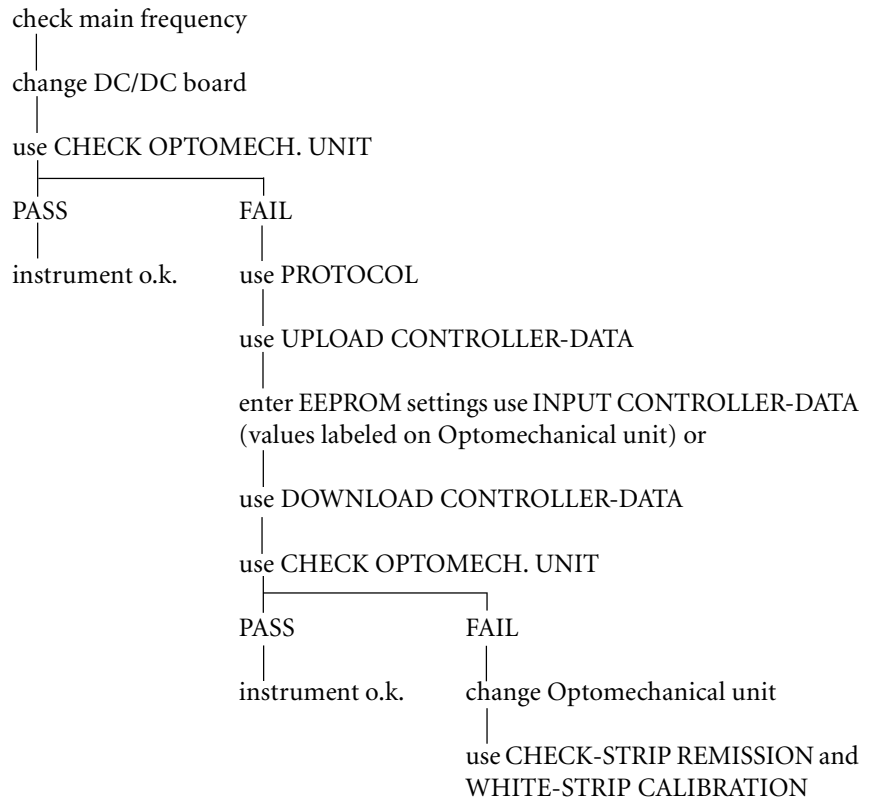 check main frequency
change DC/DC board
use CHECK OPTOMECH. UNIT
PASS
FAIL
instrument o.k.
use PROTOCOL
use UPLOAD CONTROLLER-DATA
enter EEPROM settings use INPUT CONTROLLER-DATA
(values labeled on Optomechanical unit) or
use DOWNLOAD CONTROLLER-DATA
use CHECK OPTOMECH. UNIT
PASS
FAIL
instrument o.k.
change Optomechanical unit
use CHECK-STRIP REMISSION and
WHITE-STRIP CALIBRATION